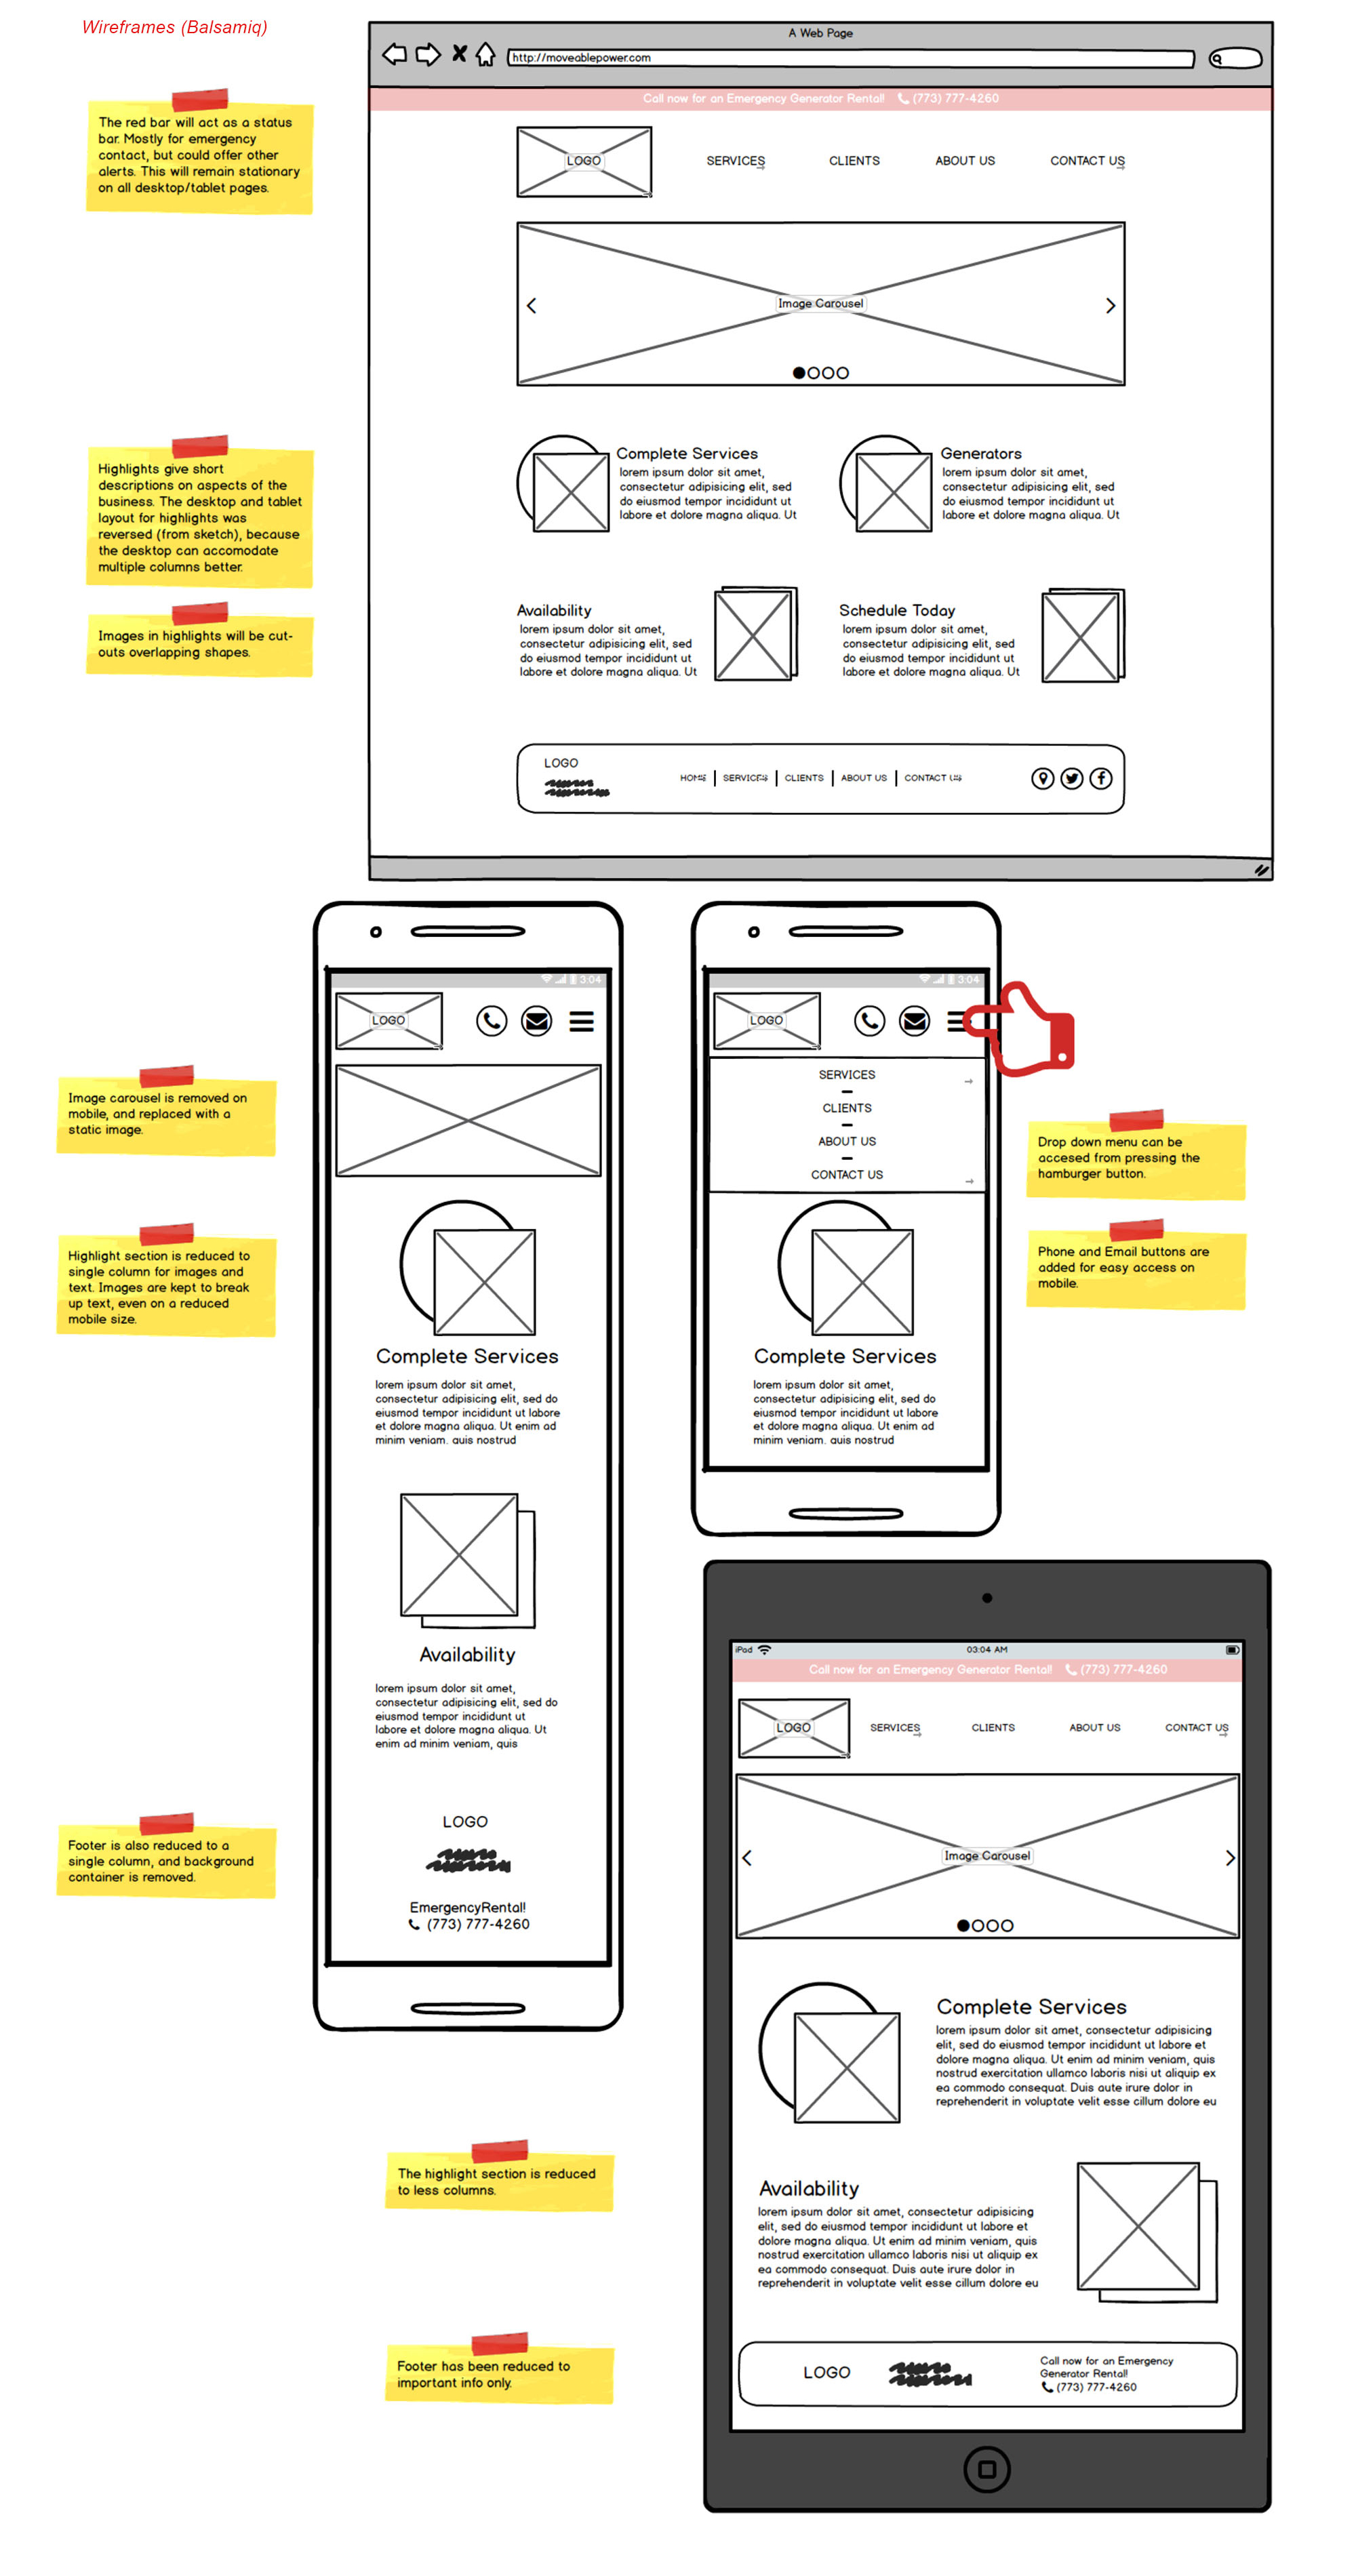 Wireframes (Balsamiq)
A Web Page
http://moveablepower.com
Call now for an Emergency Generator Rental! (773) 777-4260
LOGO SERVICES CLIENTS ABOUT US CONTACT US
The red bar will act as a status
bar. Mostly for emergency
contact, but could offer other
alerts. This will remain stationary
on all desktop/tablet pages.
Image Carousel
Highlights give short
descriptions on aspects of the
business. The desktop and tablet
layout for highlights was
reversed (from sketch), because
the desktop can accomodate
multiple columns better.
Images in highlights will be cut-
outs overlapping shapes.
Complete Services
lorem ipsum dolor sit amet,
consectetur adipisicing elit, sed
do eiusmod tempor incididunt ut
labore et dolore magna aliqua. Ut
Generators
lorem ipsum dolor sit amet,
consectetur adipisicing elit, sed
do eiusmod tempor incididunt ut
labore et dolore magna aliqua. Ut
Availability
lorem ipsum dolor sit amet,
consectetur adipisicing elit, sed
do eiusmod tempor incididunt ut
labore et dolore magna aliqua. Ut
Schedule Today
lorem ipsum dolor sit amet,
consectetur adipisicing elit, sed
do eiusmod tempor incididunt ut
labore et dolore magna aliqua. Ut
LOGO
HOME SERVICES CLIENTS ABOUT US CONTACT US
3:04
LOGO
Image carousel is removed on
mobile, and replaced with a
static image.
Highlight section is reduced to
single column for images and
text. Images are kept to break
up text, even on a reduced
mobile size.
Complete Services
lorem ipsum dolor sit amet,
consectetur adipisicing elit, sed do
eiusmod tempor incididunt ut labore
et dolore magna aliqua. Ut enim ad
minim veniam, quis nostrud
Availability
lorem ipsum dolor sit amet,
consectetur adipisicing elit, sed do
eiusmod tempor incididunt ut
labore et dolore magna aliqua. Ut
enim ad minim veniam, quis
LOGO
EmergencyRental!
(773) 777-4260
Footer is also reduced to a
single column, and background
container is removed.
3:04
LOGO
SERVICES
CLIENTS
ABOUT US
CONTACT US
Complete Services
lorem ipsum dolor sit amet,
consectetur adipisicing elit, sed do
eiusmod tempor incididunt ut labore
et dolore magna aliqua. Ut enim ad
minim veniam, quis nostrud
Drop down menu can be
accesed from pressing the
hamburger button.
Phone and Email buttons are
added for easy access on
mobile.
iPad 03:04 AM
Call now for an Emergency Generator Rental! (773) 777-4260
LOGO SERVICES CLIENTS ABOUT US CONTACT US
Image Carousel
Complete Services
lorem ipsum dolor sit amet, consectetur adipisicing
elit, sed do eiusmod tempor incididunt ut labore et
dolore magna aliqua. Ut enim ad minim veniam, quis
nostrud exercitation ullamco laboris nisi ut aliquip ex
ea commodo consequat. Duis aute irure dolor in
reprehenderit in voluptate velit esse cillum dolore eu
The highlight section is reduced
to less columns.
Availability
lorem ipsum dolor sit amet, consectetur adipisicing
elit, sed do eiusmod tempor incididunt ut labore et
dolore magna aliqua. Ut enim ad minim veniam, quis
nostrud exercitation ullamco laboris nisi ut aliquip ex
ea commodo consequat. Duis aute irure dolor in
reprehenderit in voluptate velit esse cillum dolore eu
Footer has been reduced to
important info only.
LOGO
Call now for an Emergency
Generator Rental!
(773) 777-4260